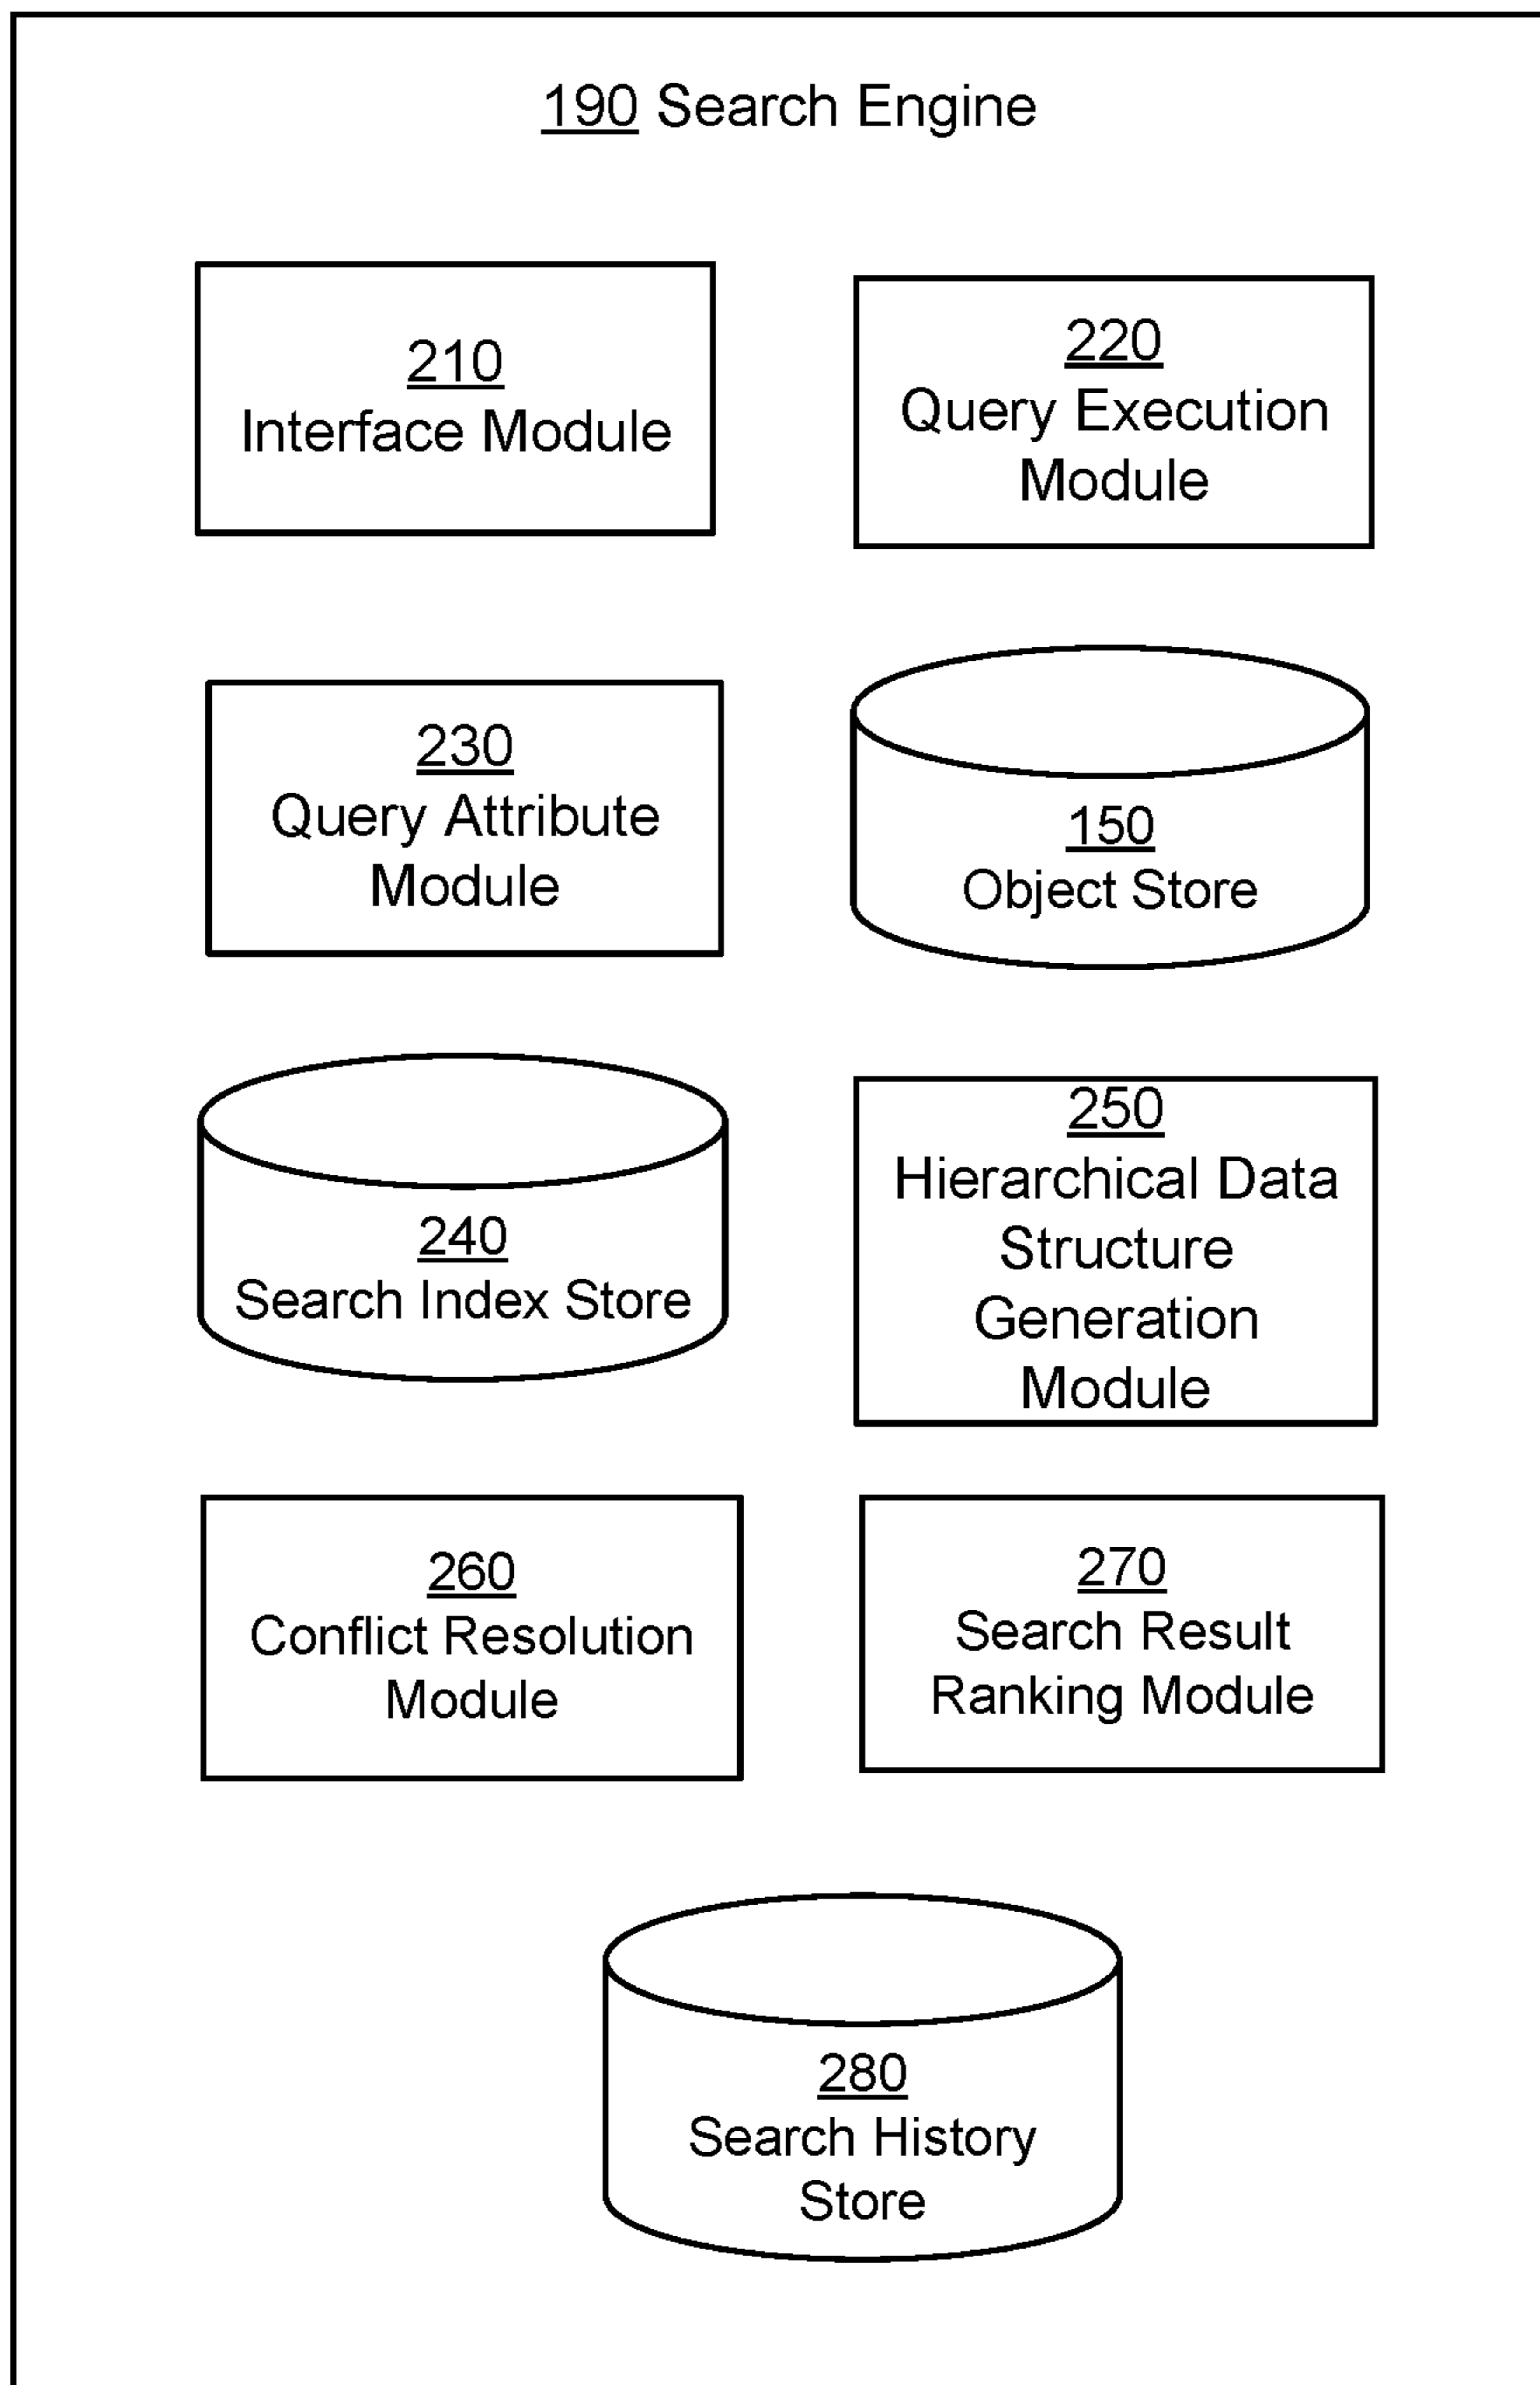 190 Search Engine
210
Interface Module
220
Query Execution
Module
230
Query Attribute
Module
150
Object Store
240
Search Index Store
250
Hierarchical Data
Structure
Generation
Module
260
Conflict Resolution
Module
270
Search Result
Ranking Module
280
Search History
Store